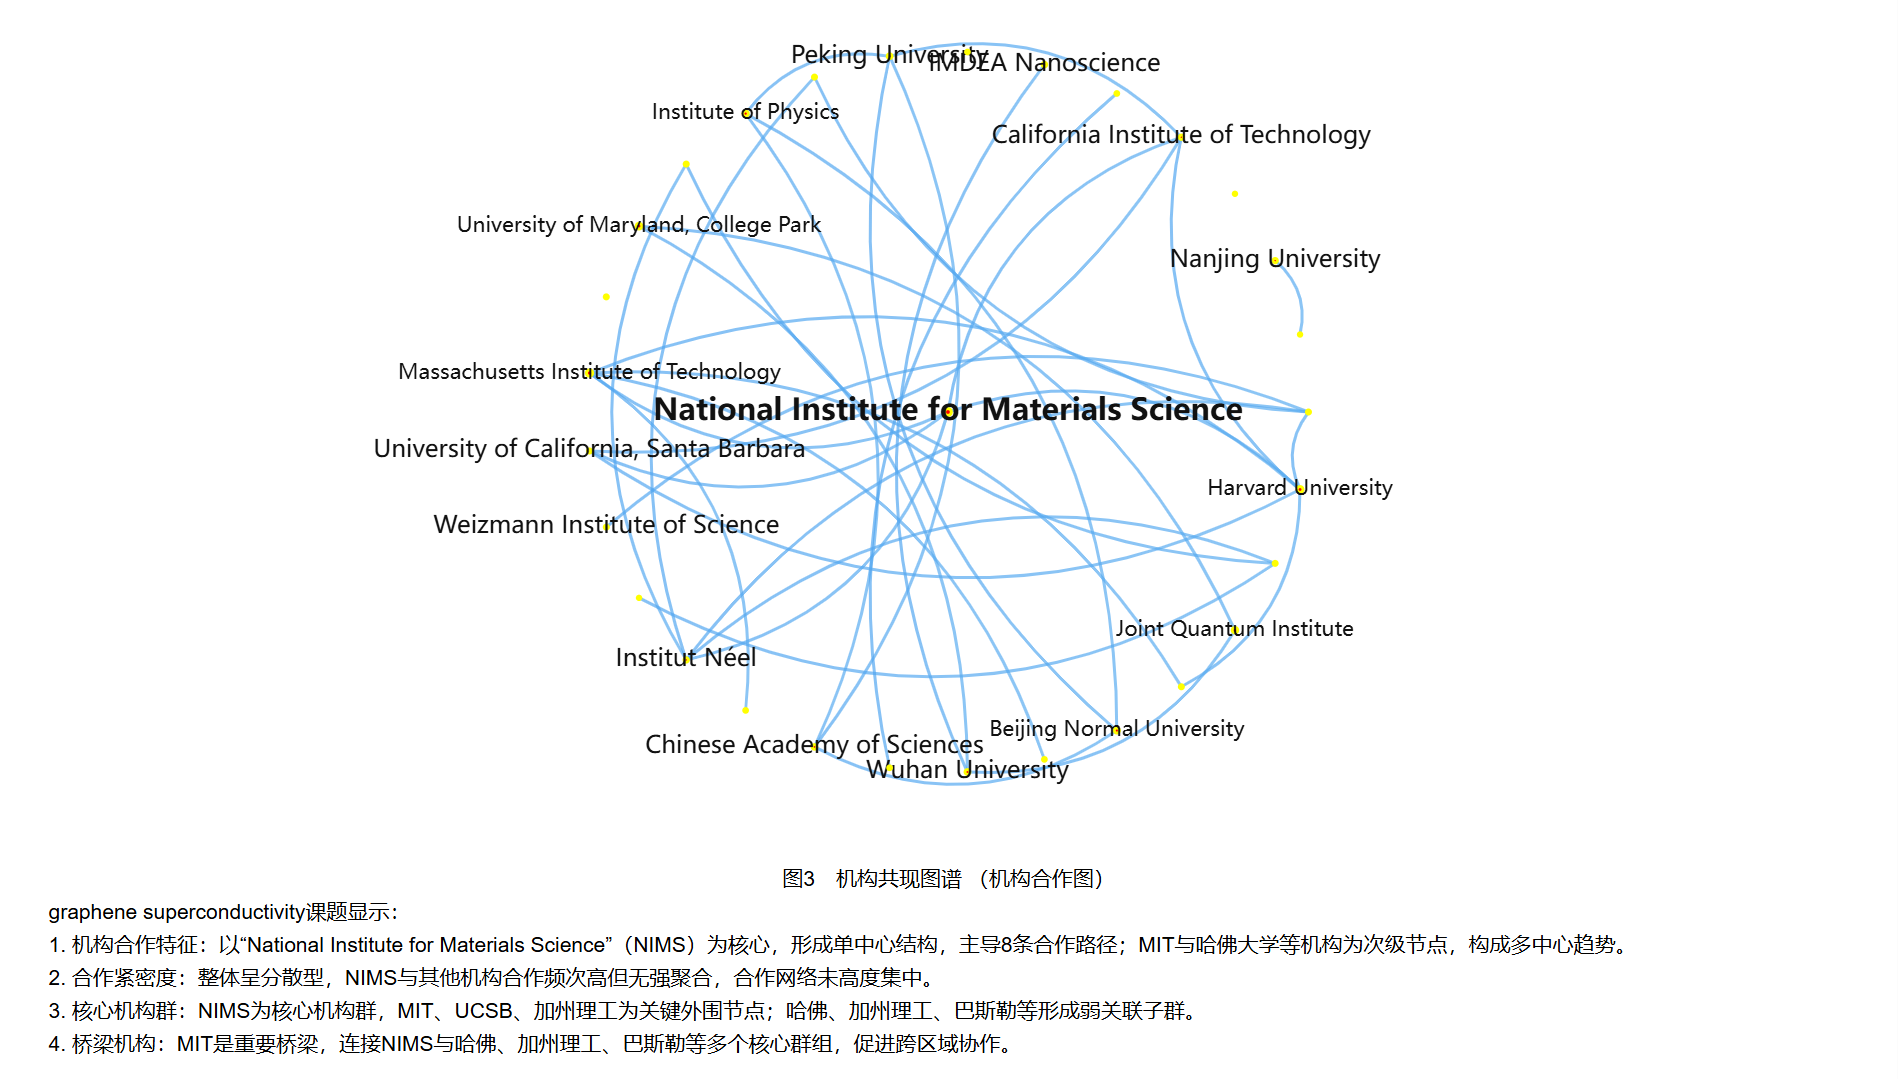 Peking University
IMDEA Nanoscience
Institute of Physics
California Institute of Technology
University of Maryland, College Park
Nanjing University
Massachusetts Institute of Technology
National Institute for Materials Science
University of California, Santa Barbara
Harvard University
Weizmann Institute of Science
Joint Quantum Institute
Institut Néel
Beijing Normal University
Chinese Academy of Sciences
Wuhan University
图3 机构共现图谱 （机构合作图）
graphene superconductivity课题显示：
1. 机构合作特征：以“National Institute for Materials Science”（NIMS）为核心，形成单中心结构，主导8条合作路径；MIT与哈佛大学等机构为次级节点，构成多中心趋势。
2. 合作紧密度：整体呈分散型，NIMS与其他机构合作频次高但无强聚合，合作网络未高度集中。
3. 核心机构群：NIMS为核心机构群，MIT、UCSB、加州理工为关键外围节点；哈佛、加州理工、巴斯勒等形成弱关联子群。
4. 桥梁机构：MIT是重要桥梁，连接NIMS与哈佛、加州理工、巴斯勒等多个核心群组，促进跨区域协作。